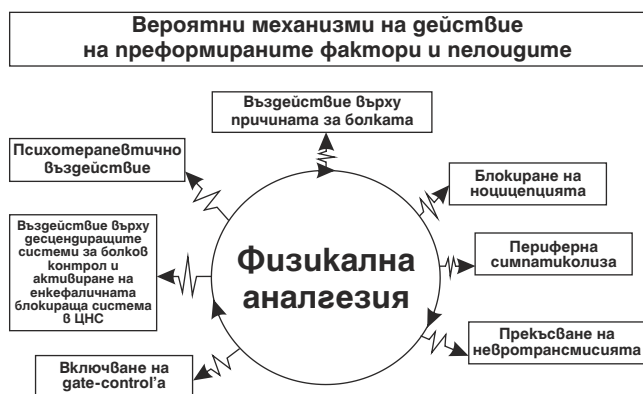 Вероятни механизми на действие
на преформираните фактори и пелоидите
Въздействие върху
причината за болката
Психотерапевтично
въздействие
Блокиране на
ноцицепцията
Въздействие върху
десцендиращите
системи за болков
контрол и
активиране на
енкефаличната
блокираща система
в ЦНС
Физикална
аналгезия
Периферна
симпатиколиза
Прекъсване на
невротрансмисията
Включване на
gate-control'а